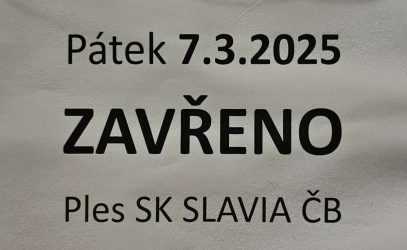 Pátek 7.3.2025
ZAVŘENO
Ples SK SLAVIA ČB